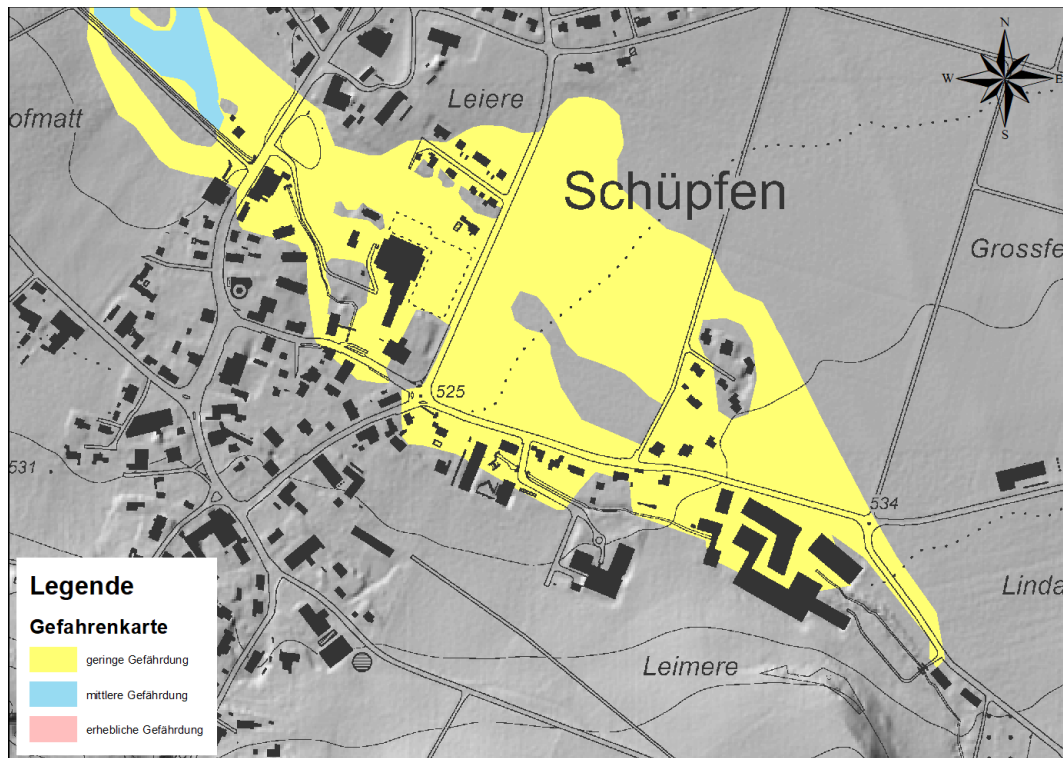 N
W
E
S
Leiere
ofmatt
Schüpfen
Grossfe
525
531
534
Linda
Leimere
Legende
Gefahrenkarte
geringe Gefährdung
mittlere Gefährdung
erhebliche Gefährdung